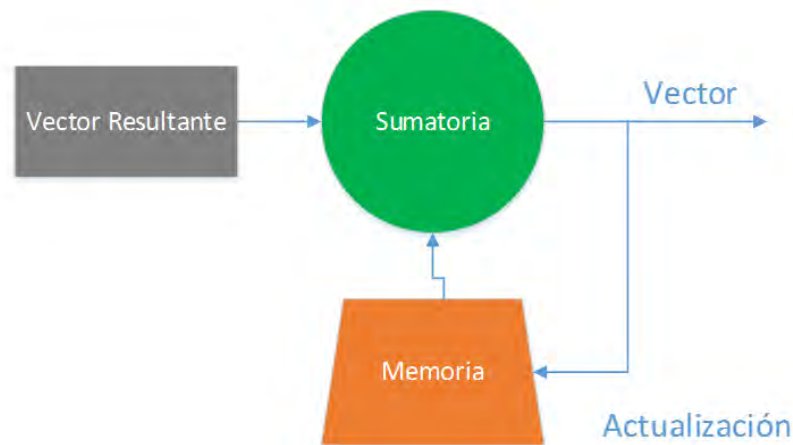 Vector Resultante
Sumatoria
Vector
Memoria
Actualización